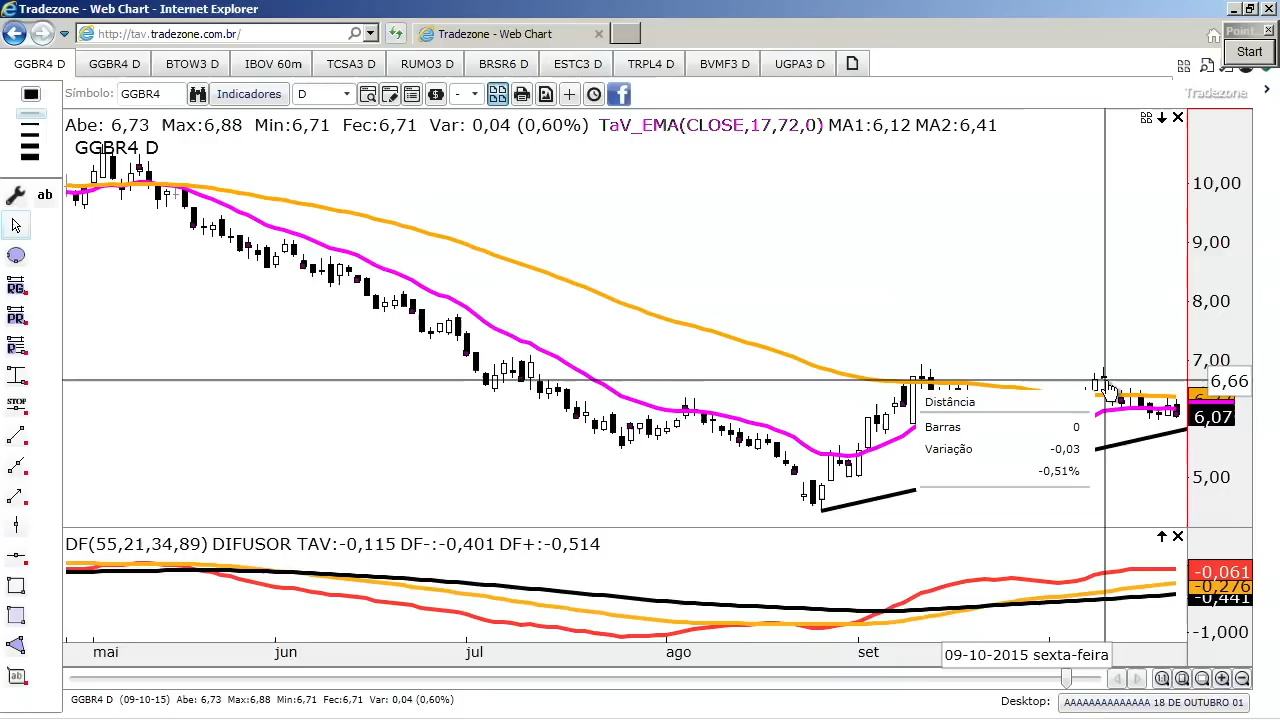 Tradezone - Web Chart - Internet Explorer
http://tav.tradezone.com.br/
Tradezone - Web Chart
Start
GGBR4 D GGBR4 D BTOW3 D IBOV 60m TCSA3 D RUMO3 D BRSR6 D ESTC3 D TRPL4 D BVMF3 D UGPA3 D
Símbolo: GGBR4 Indicadores D -
Tradezone
Abe: 6,73 Max:6,88 Min:6,71 Fec:6,71 Var: 0,04 (0,60%) TaV_EMA(CLOSE,17,72,0) MA1:6,12 MA2:6,41
GGBR4 D
ab
RG
PR
P
STOP
ab
10,00
9,00
8,00
7,00
6,66
6,07
5,00
Distância
Barras 0
Variação -0,03
-0,51%
DF(55,21,34,89) DIFUSOR TAV:-0,115 DF-:-0,401 DF+:-0,514
-0,061
-0,276
-0,441
-1,000
mai jun jul ago set
09-10-2015 sexta-feira
GGBR4 D (09-10-15) Abe: 6,73 Max:6,88 Min:6,71 Fec:6,71 Var: 0,04 (0,60%)
Desktop: AAAAAAAAAAAAAA 18 DE OUTUBRO 01